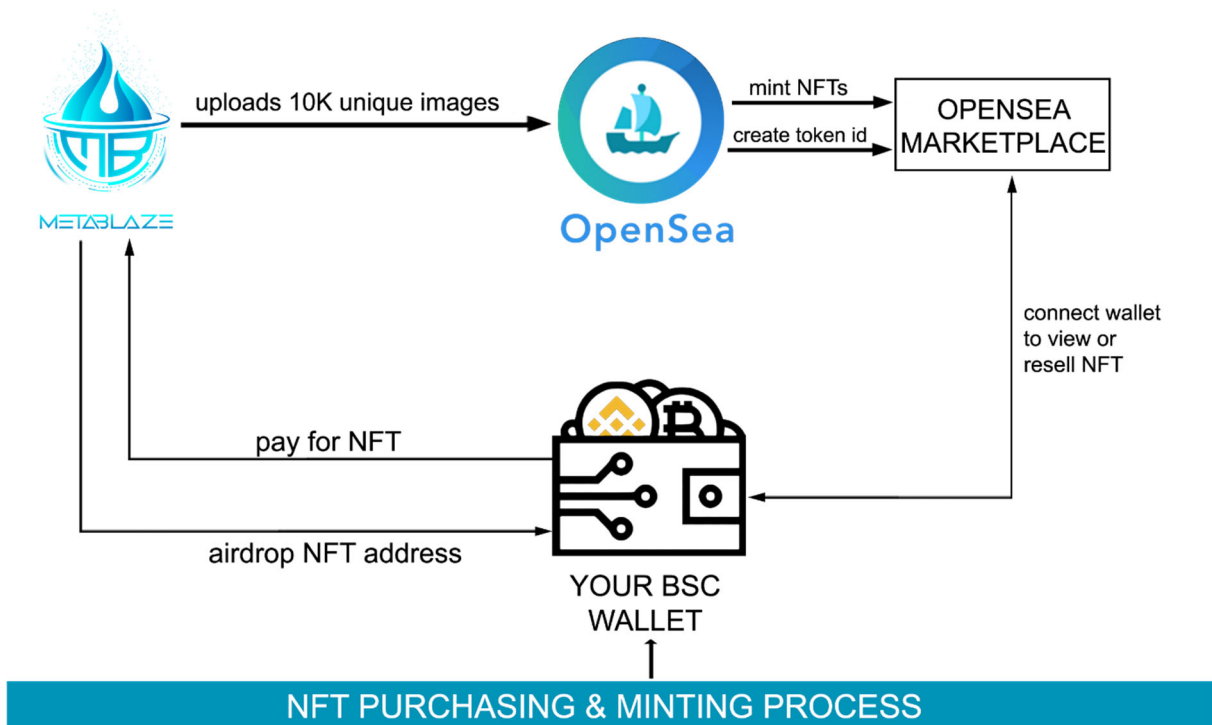 uploads 10K unique images
mint NFTs
create token id
OPENSEA
MARKETPLACE
MB
METABLAZE
OpenSea
connect wallet
to view or
resell NFT
pay for NFT
airdrop NFT address
YOUR BSC
WALLET
NFT PURCHASING & MINTING PROCESS